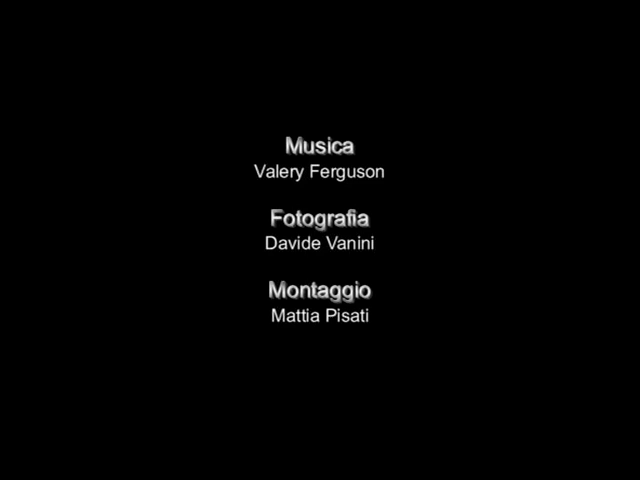 Musica
Valery Ferguson
Fotografia
Davide Vanini
Montaggio
Mattia Pisati